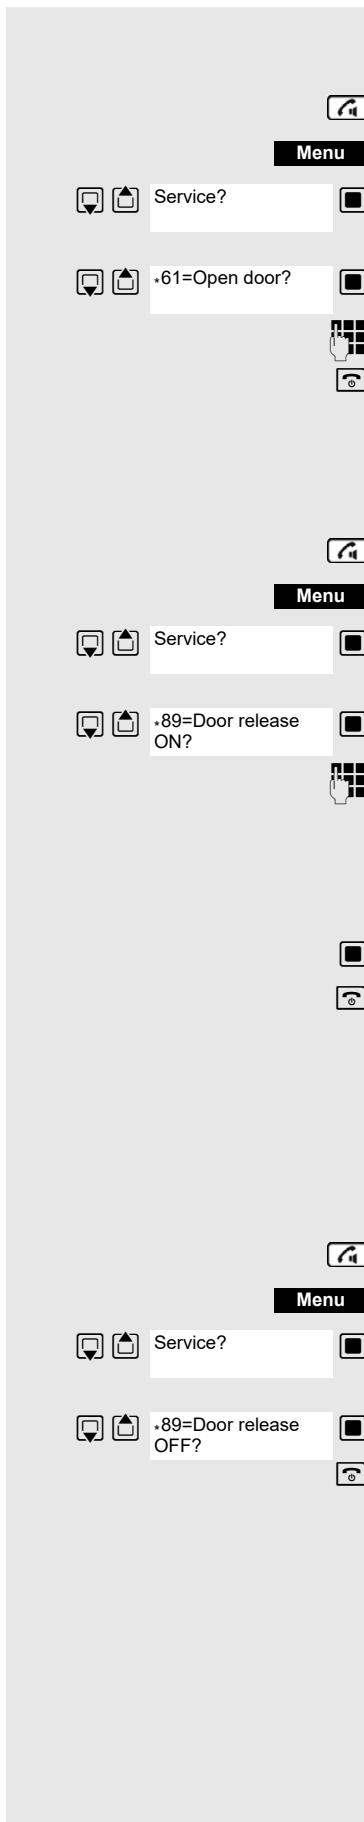 Menu
Service?
*61=Open door?
Menu
Service?
*89=Door release
ON?
Menu
Service?
*89=Door release
OFF?